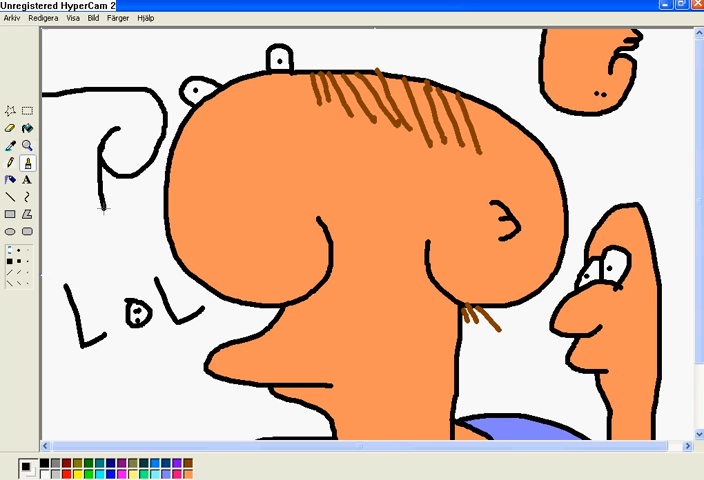 Unregistered HyperCam 2
Arkiv Redigera Visa Bild Färger Hjälp
A
LOL